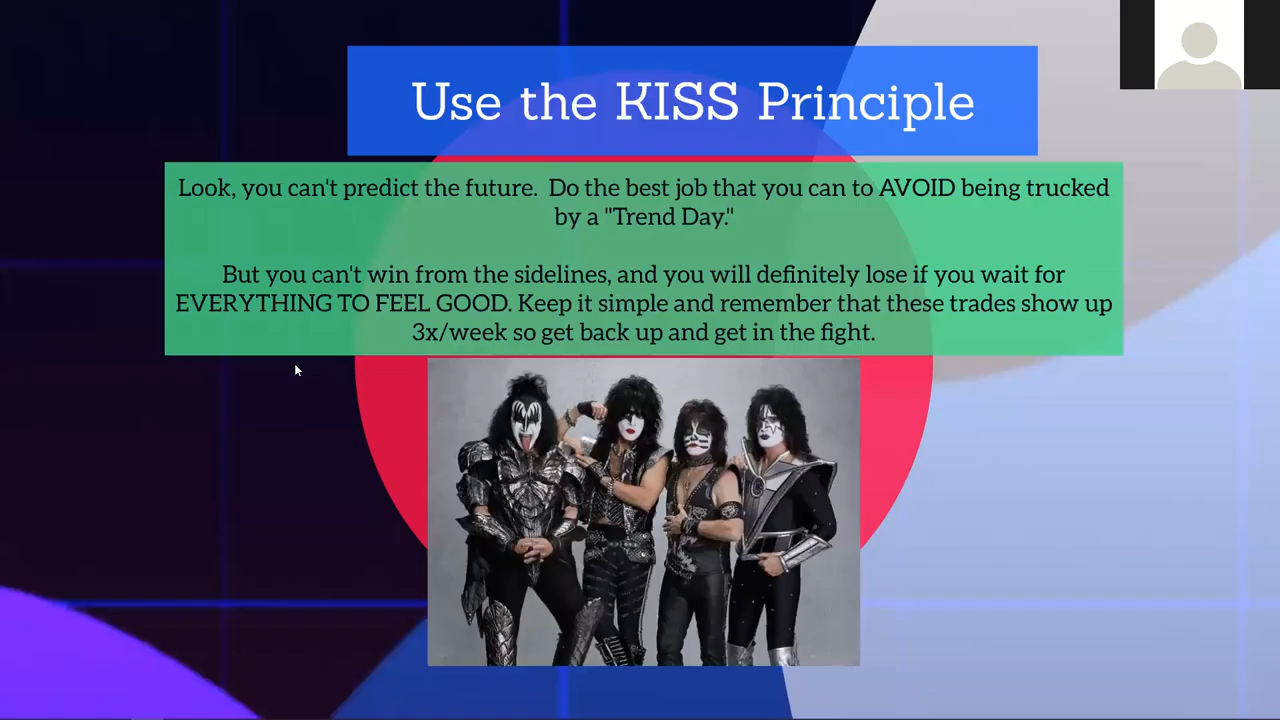 Use the KISS Principle
Look, you can't predict the future.  Do the best job that you can to AVOID being trucked
by a "Trend Day."
But you can't win from the sidelines, and you will definitely lose if you wait for
EVERYTHING TO FEEL GOOD. Keep it simple and remember that these trades show up
3x/week so get back up and get in the fight.